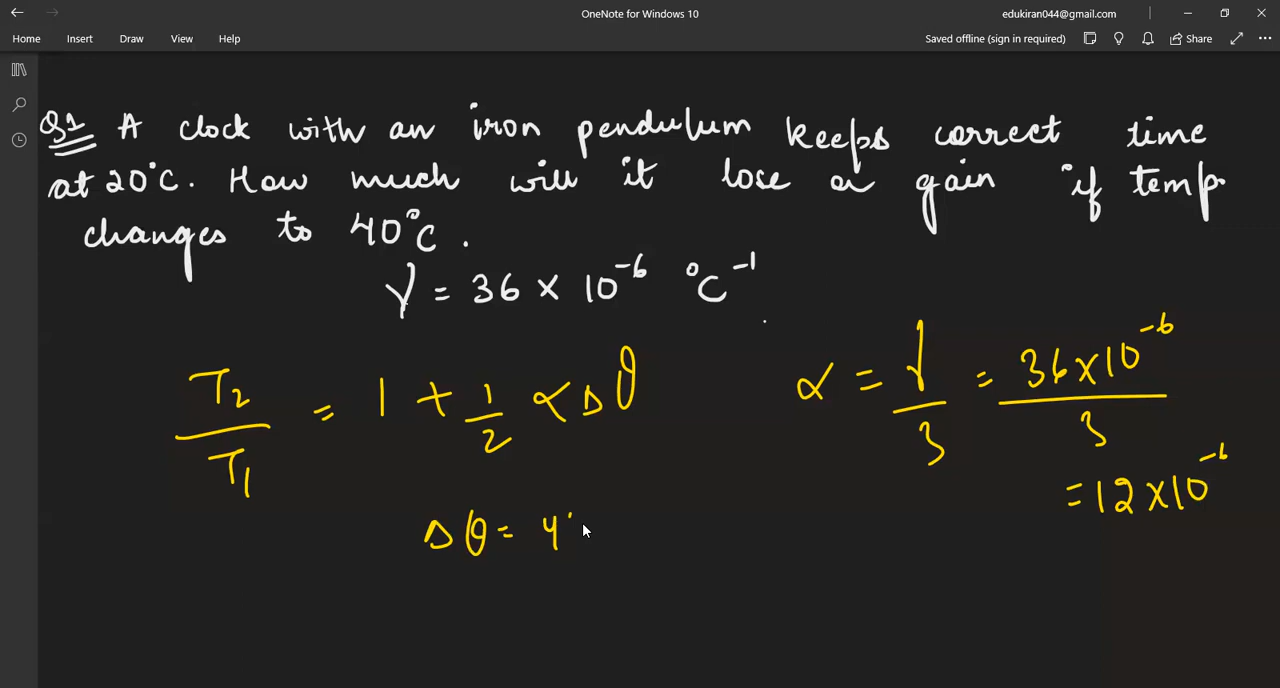 OneNote for Windows 10
edukiran044@gmail.com
Home Insert Draw View Help
Saved offline (sign in required) Share
Q1 A clock with an iron pendulum keeps correct time
at 20°C. How much will it lose or gain if temp
changes to 40°C.
γ = 36 × 10⁻⁶ °C⁻¹
T₂/T₁ = 1 + 1/2 α Δθ
α = γ/3 = 36×10⁻⁶/3
= 12×10⁻⁶
Δθ = 4